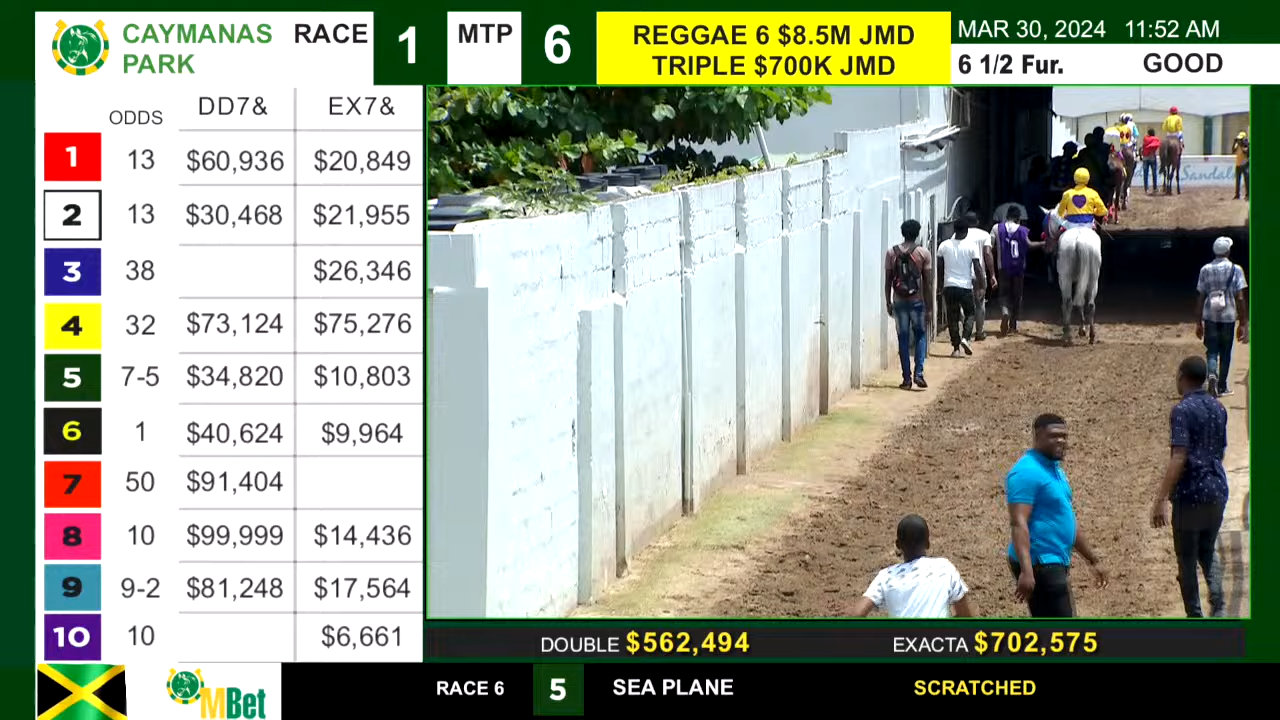 CAYMANAS PARK
RACE 1
MTP 6
REGGAE 6 $8.5M JMD
TRIPLE $700K JMD
MAR 30, 2024 11:52 AM
6 1/2 Fur. GOOD
ODDS DD7& EX7&
1 13 $60,936 $20,849
2 13 $30,468 $21,955
3 38 $26,346
4 32 $73,124 $75,276
5 7-5 $34,820 $10,803
6 1 $40,624 $9,964
7 50 $91,404
8 10 $99,999 $14,436
9 9-2 $81,248 $17,564
10 10 $6,661
Sandals
DOUBLE $562,494 EXACTA $702,575
MBet
RACE 6 5 SEA PLANE SCRATCHED